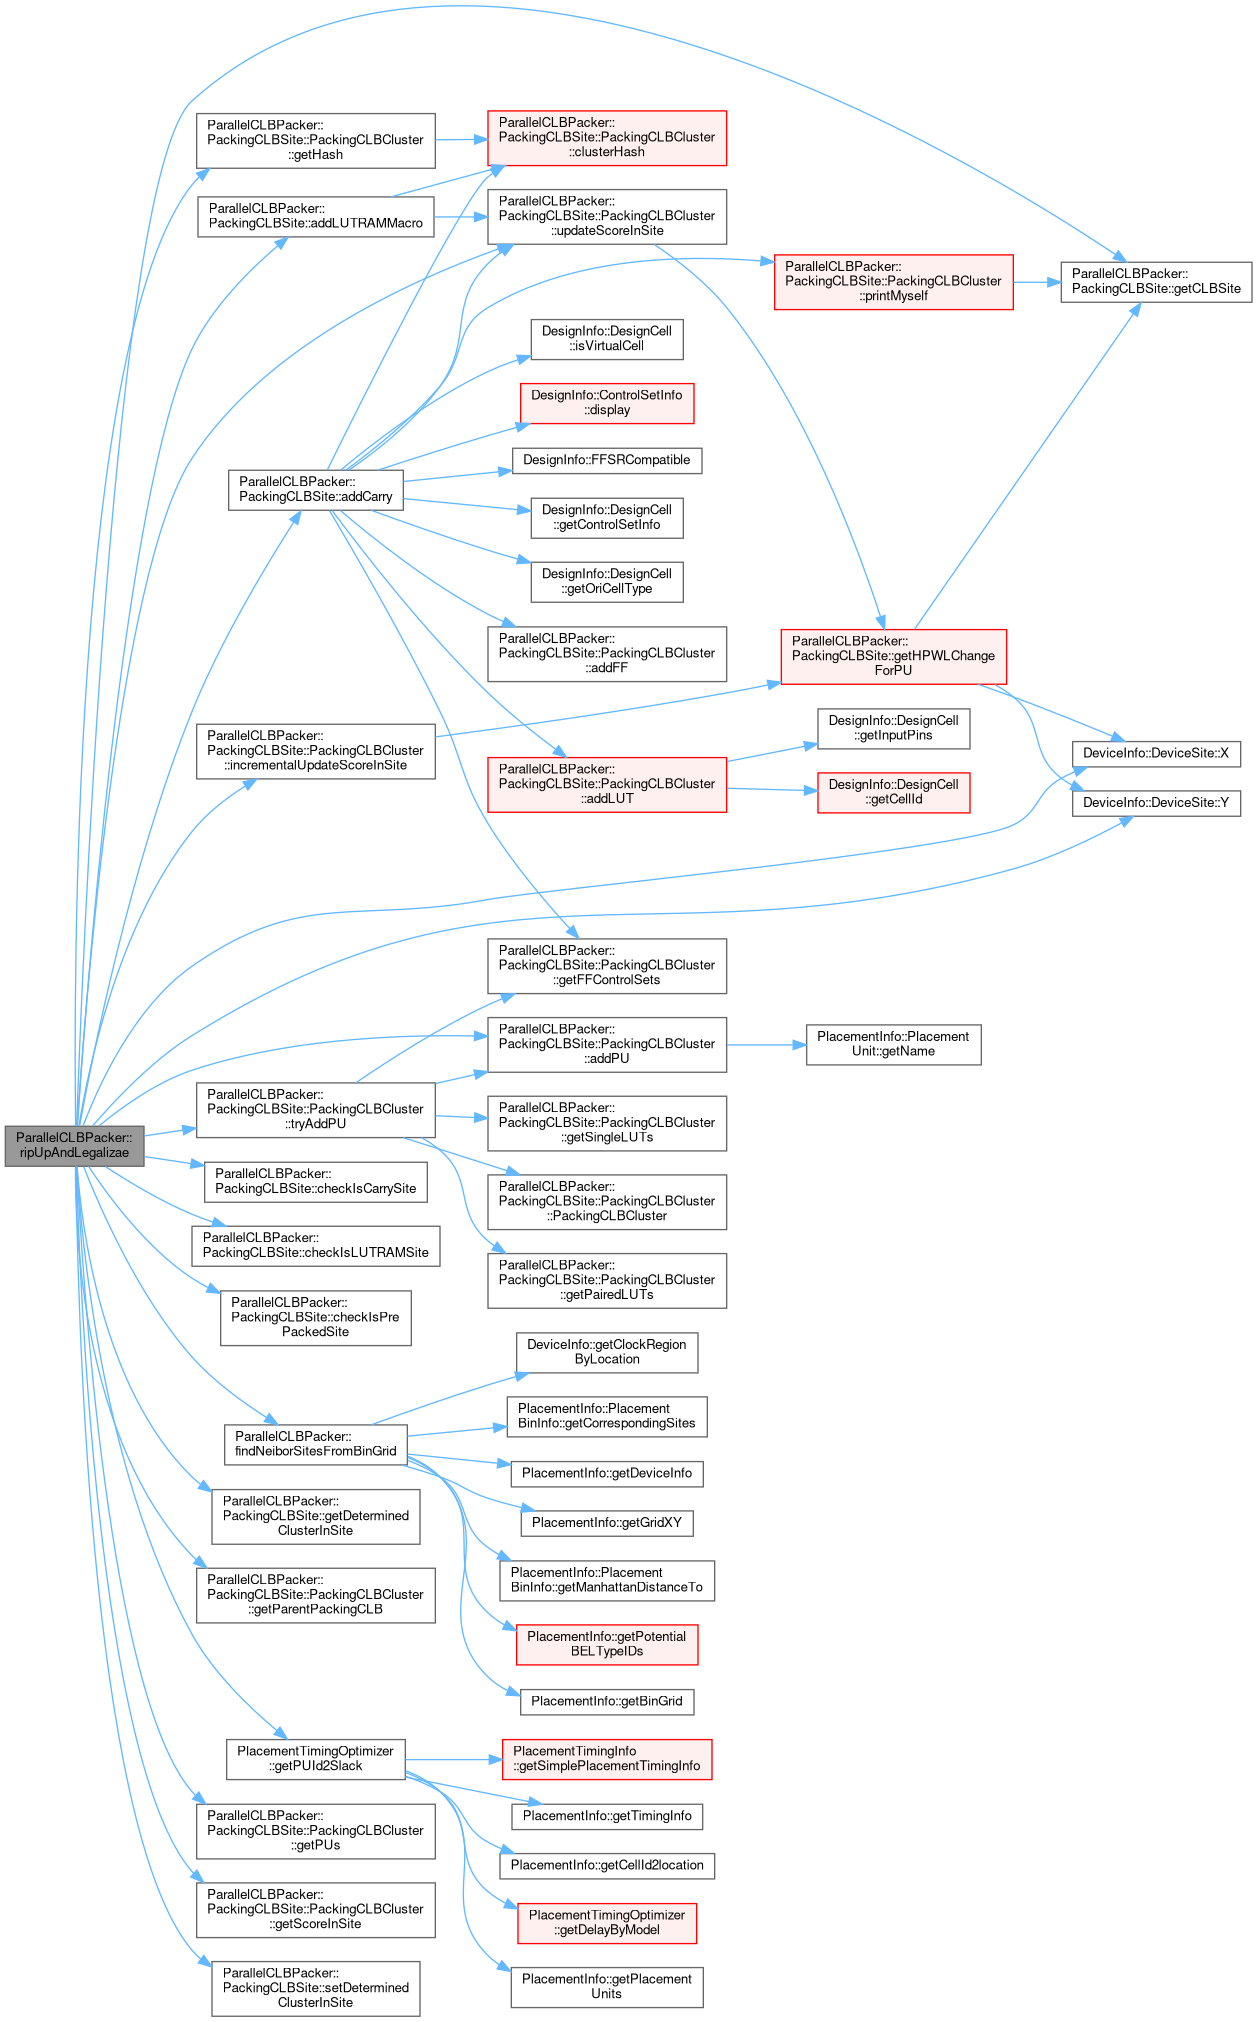 ParallelCLBPacker::
ripUpAndLegalizae
ParallelCLBPacker::
PackingCLBSite::PackingCLBCluster
::getHash
ParallelCLBPacker::
PackingCLBSite::addLUTRAMMacro
ParallelCLBPacker::
PackingCLBSite::addCarry
ParallelCLBPacker::
PackingCLBSite::PackingCLBCluster
::incrementalUpdateScoreInSite
ParallelCLBPacker::
PackingCLBSite::PackingCLBCluster
::tryAddPU
ParallelCLBPacker::
PackingCLBSite::checkIsCarrySite
ParallelCLBPacker::
PackingCLBSite::checkIsLUTRAMSite
ParallelCLBPacker::
PackingCLBSite::checkIsPre
PackedSite
ParallelCLBPacker::
findNeiborSitesFromBinGrid
ParallelCLBPacker::
PackingCLBSite::getDetermined
ClusterInSite
ParallelCLBPacker::
PackingCLBSite::PackingCLBCluster
::getParentPackingCLB
PlacementTimingOptimizer
::getPUId2Slack
ParallelCLBPacker::
PackingCLBSite::PackingCLBCluster
::getPUs
ParallelCLBPacker::
PackingCLBSite::PackingCLBCluster
::getScoreInSite
ParallelCLBPacker::
PackingCLBSite::setDetermined
ClusterInSite
ParallelCLBPacker::
PackingCLBSite::PackingCLBCluster
::clusterHash
ParallelCLBPacker::
PackingCLBSite::PackingCLBCluster
::updateScoreInSite
DesignInfo::DesignCell
::isVirtualCell
DesignInfo::ControlSetInfo
::display
DesignInfo::FFSRCompatible
DesignInfo::DesignCell
::getControlSetInfo
DesignInfo::DesignCell
::getOriCellType
ParallelCLBPacker::
PackingCLBSite::PackingCLBCluster
::addFF
ParallelCLBPacker::
PackingCLBSite::PackingCLBCluster
::addLUT
ParallelCLBPacker::
PackingCLBSite::PackingCLBCluster
::getFFControlSets
ParallelCLBPacker::
PackingCLBSite::PackingCLBCluster
::addPU
ParallelCLBPacker::
PackingCLBSite::PackingCLBCluster
::getSingleLUTs
ParallelCLBPacker::
PackingCLBSite::PackingCLBCluster
::PackingCLBCluster
ParallelCLBPacker::
PackingCLBSite::PackingCLBCluster
::getPairedLUTs
DeviceInfo::getClockRegion
ByLocation
PlacementInfo::Placement
BinInfo::getCorrespondingSites
PlacementInfo::getDeviceInfo
PlacementInfo::getGridXY
PlacementInfo::Placement
BinInfo::getManhattanDistanceTo
PlacementInfo::getPotential
BELTypeIDs
PlacementInfo::getBinGrid
PlacementTimingInfo
::getSimplePlacementTimingInfo
PlacementInfo::getTimingInfo
PlacementInfo::getCellId2location
PlacementTimingOptimizer
::getDelayByModel
PlacementInfo::getPlacement
Units
ParallelCLBPacker::
PackingCLBSite::PackingCLBCluster
::printMyself
ParallelCLBPacker::
PackingCLBSite::getHPWLChange
ForPU
DesignInfo::DesignCell
::getInputPins
DesignInfo::DesignCell
::getCellId
PlacementInfo::Placement
Unit::getName
ParallelCLBPacker::
PackingCLBSite::getCLBSite
DeviceInfo::DeviceSite::X
DeviceInfo::DeviceSite::Y